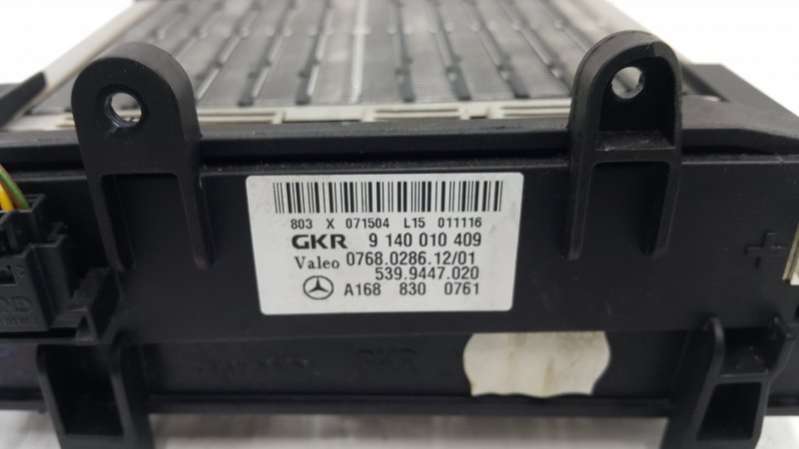 803 X 071504 L15 011116
GKR 9 140 010 409
Valeo 0768.0286.12/01
539.9447.020
A168 830 0761
GKR
+